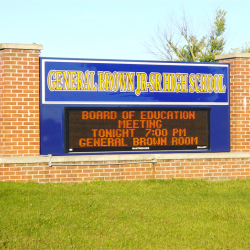 GENERAL BROWN JR-SR HIGH SCHOOL
BOARD OF EDUCATION
MEETING
TONIGHT 7:00 PM
GENERAL BROWN ROOM